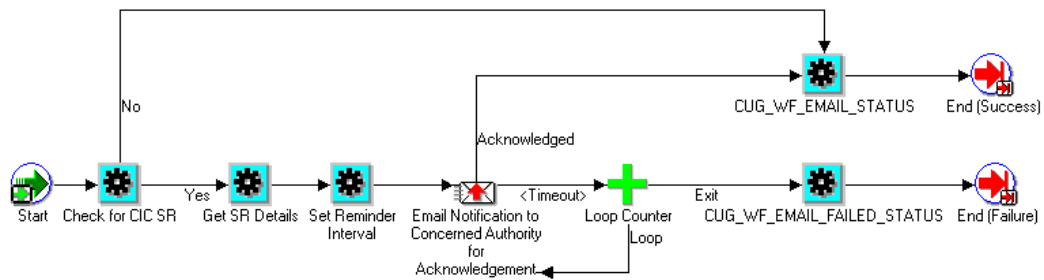 No
CUG_WF_EMAIL_STATUS
End (Success)
Acknowledged
Start
Check for CIC SR
Yes
Get SR Details
Set Reminder
Interval
Email Notification to
Concerned Authority
for
Acknowledgement
<Timeout>
Loop Counter
Loop
Exit
CUG_WF_EMAIL_FAILED_STATUS
End (Failure)